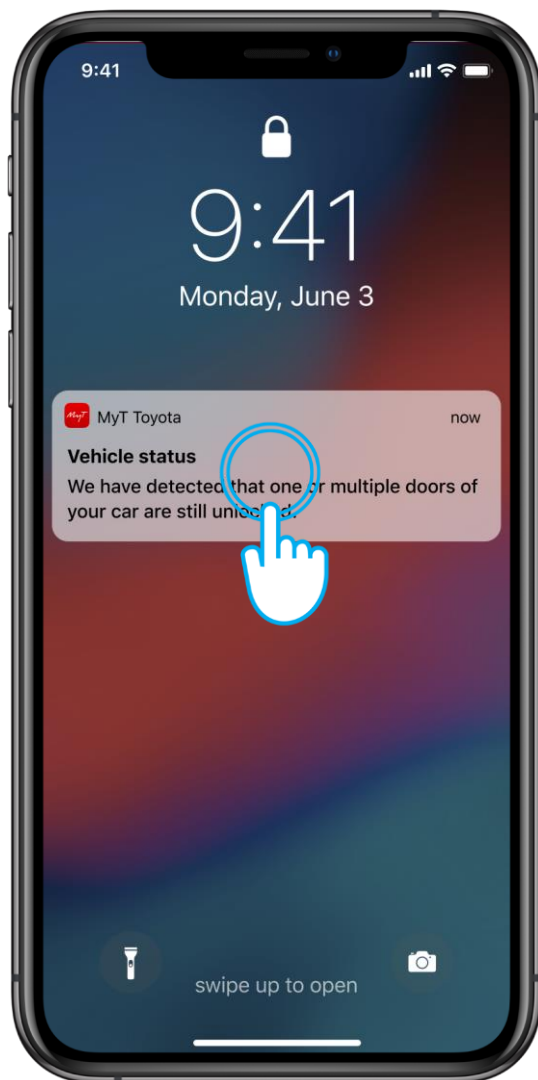 9:41
9:41
Monday, June 3
MyT
MyT Toyota
now
Vehicle status
We have detected that one or multiple doors of
your car are still unlocked.
swipe up to open